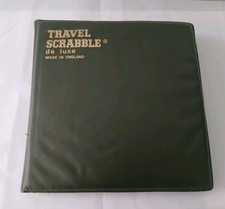 TRAVEL
SCRABBLE®
de luxe
MADE IN ENGLAND